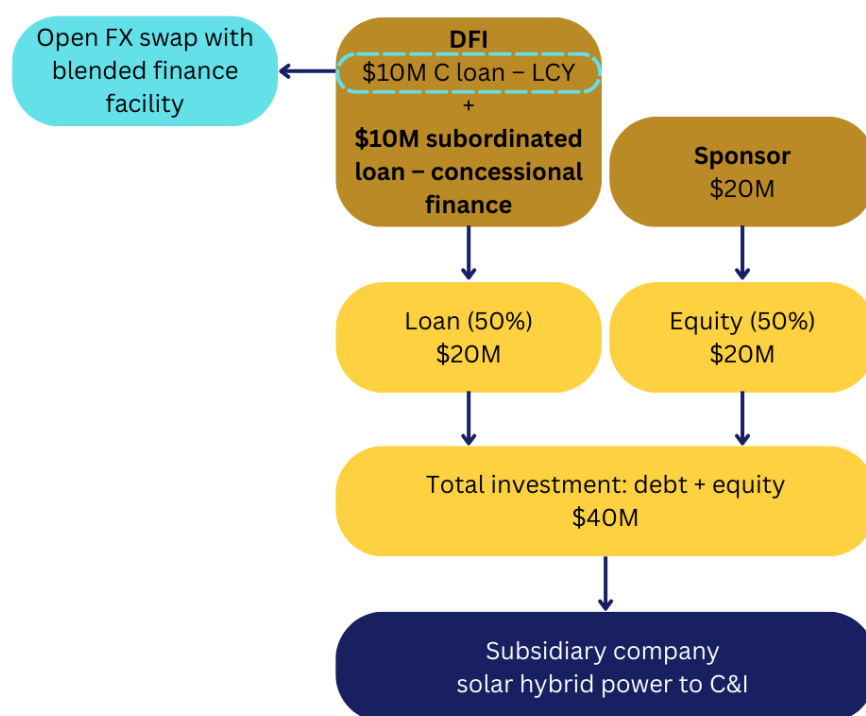 Open FX swap with
blended finance
facility
DFI
$10M C loan – LCY
+
$10M subordinated
loan – concessional
finance
Sponsor
$20M
Loan (50%)
$20M
Equity (50%)
$20M
Total investment: debt + equity
$40M
Subsidiary company
solar hybrid power to C&I